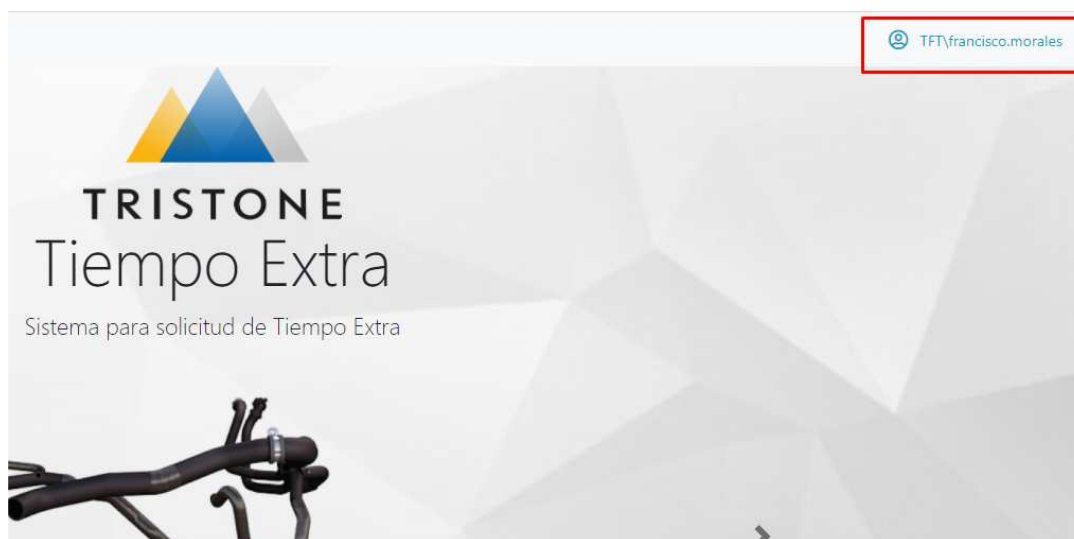 TFT\francisco.morales
TRISTONE
Tiempo Extra
Sistema para solicitud de Tiempo Extra